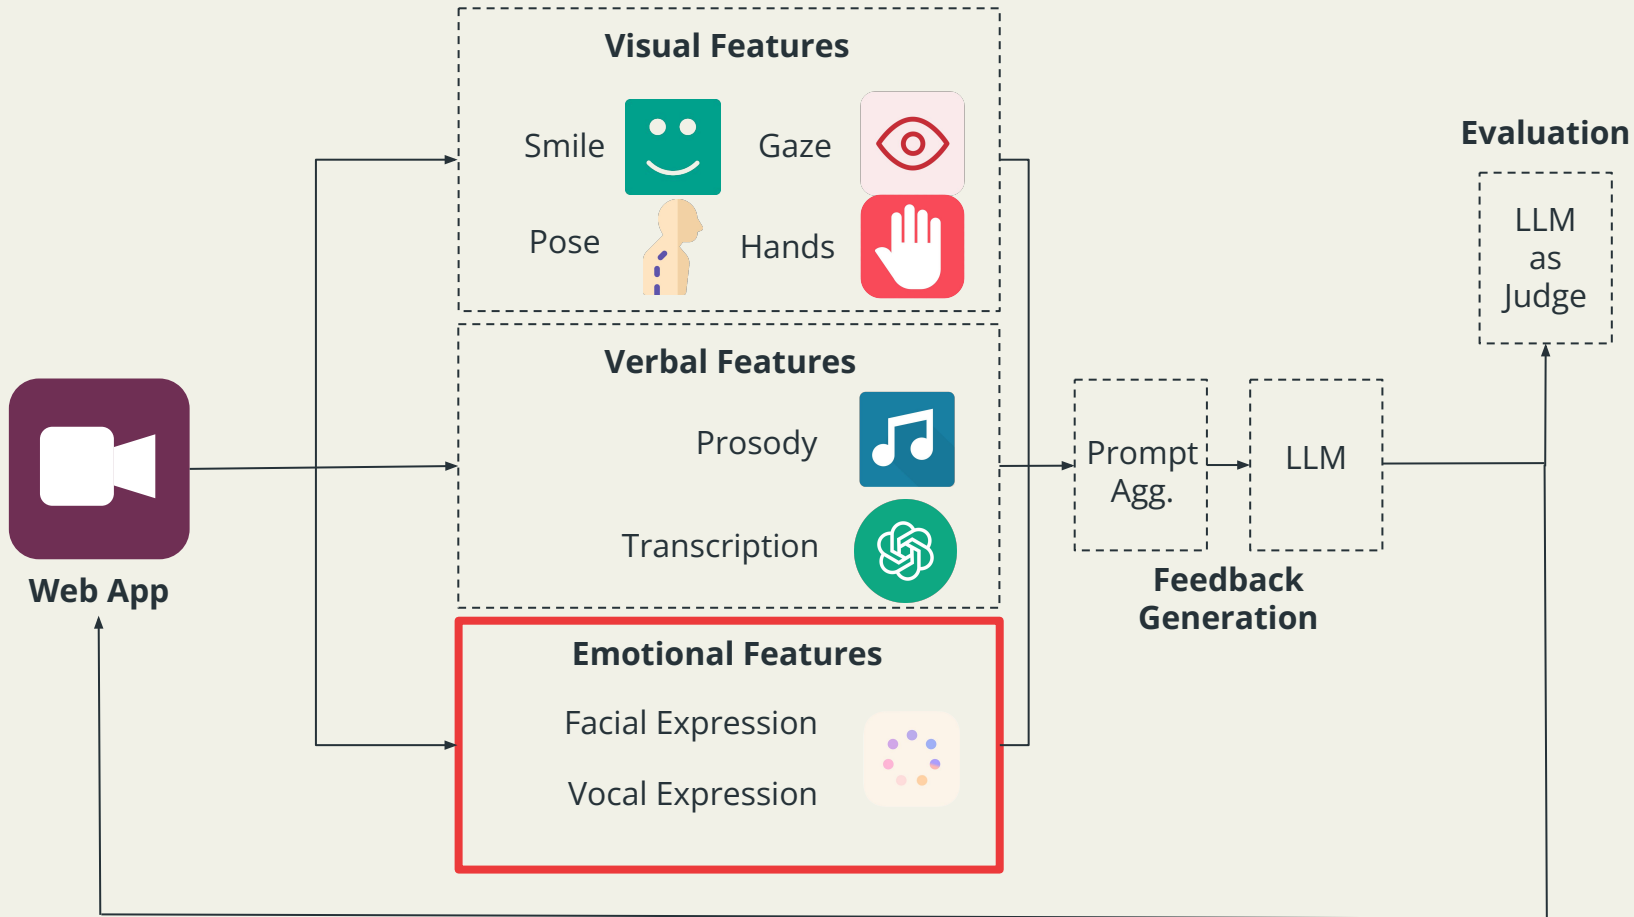 Visual Features
Smile
Gaze
Pose
Hands
Verbal Features
Prosody
Transcription
Emotional Features
Facial Expression
Vocal Expression
Web App
Prompt
Agg.
LLM
Feedback
Generation
Evaluation
LLM
as
Judge